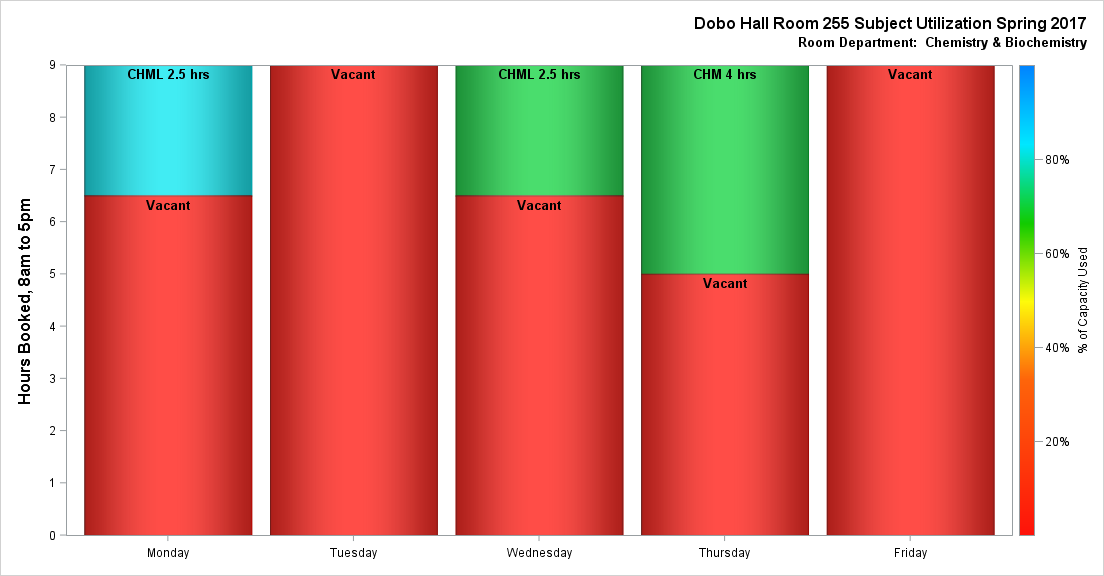 Dobo Hall Room 255 Subject Utilization Spring 2017
Room Department: Chemistry & Biochemistry
Hours Booked, 8am to 5pm
9
8
7
6
5
4
3
2
1
0
CHML 2.5 hrs
Vacant
Vacant
CHML 2.5 hrs
Vacant
CHM 4 hrs
Vacant
Vacant
Monday
Tuesday
Wednesday
Thursday
Friday
80%
60%
40%
20%
% of Capacity Used